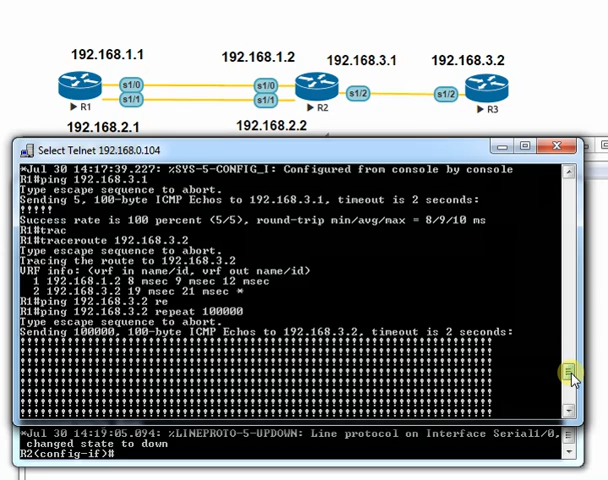 192.168.1.1
192.168.1.2
192.168.3.1
192.168.3.2
s1/0
s1/0
s1/1
s1/1
s1/2
s1/2
R1
R2
R3
192.168.2.1
192.168.2.2
Select Telnet 192.168.0.104
*Jul 30 14:17:39.227: %SYS-5-CONFIG_I: Configured from console by console
R1#ping 192.168.3.1
Type escape sequence to abort.
Sending 5, 100-byte ICMP Echos to 192.168.3.1, timeout is 2 seconds:
!!!!!
Success rate is 100 percent (5/5), round-trip min/avg/max = 8/9/10 ms
R1#trac
R1#traceroute 192.168.3.2
Type escape sequence to abort.
Tracing the route to 192.168.3.2
VRF info: (vrf in name/id, vrf out name/id)
1 192.168.1.2 8 msec 9 msec 12 msec
2 192.168.3.2 19 msec 21 msec *
R1#ping 192.168.3.2 re
R1#ping 192.168.3.2 repeat 100000
Type escape sequence to abort.
Sending 100000, 100-byte ICMP Echos to 192.168.3.2, timeout is 2 seconds:
!!!!!!!!!!!!!!!!!!!!!!!!!!!!!!!!!!!!!!!!!!!!!!!!!!!!!!!!!!!!!!!!!!!!!!
!!!!!!!!!!!!!!!!!!!!!!!!!!!!!!!!!!!!!!!!!!!!!!!!!!!!!!!!!!!!!!!!!!!!!!
!!!!!!!!!!!!!!!!!!!!!!!!!!!!!!!!!!!!!!!!!!!!!!!!!!!!!!!!!!!!!!!!!!!!!!
!!!!!!!!!!!!!!!!!!!!!!!!!!!!!!!!!!!!!!!!!!!!!!!!!!!!!!!!!!!!!!!!!!!!!!
!!!!!!!!!!!!!!!!!!!!!!!!!!!!!!!!!!!!!!!!!!!!!!!!!!!!!!!!!!!!!!!!!!!!!!
!!!!!!!!!!!!!!!!!!!!!!!!!!!!!!!!!!!!!!!!!!!!!!!!!!!!!!!!!!!!!!!!!!!!!!
!!!!!!!!!!!!!!!!!!!!!!!!!!!!!!!!!!!!!!!!!!!!!!!!!!!!!!!!!!!!!!!!!!!!!!
*Jul 30 14:19:05.094: %LINEPROTO-5-UPDOWN: Line protocol on Interface Serial1/0,
changed state to down
R2(config-if)#